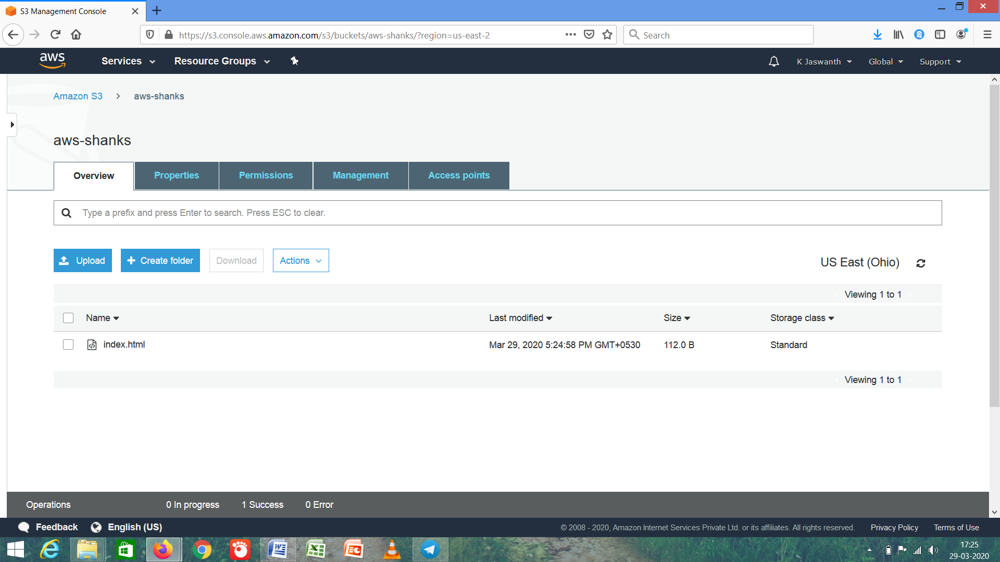 S3 Management Console
https://s3.console.aws.amazon.com/s3/buckets/aws-shanks/?region=us-east-2
Search
aws
Services
Resource Groups
K Jaswanth
Global
Support
Amazon S3 > aws-shanks
aws-shanks
Overview
Properties
Permissions
Management
Access points
Type a prefix and press Enter to search. Press ESC to clear.
Upload
Create folder
Download
Actions
US East (Ohio)
Viewing 1 to 1
Name
Last modified
Size
Storage class
index.html
Mar 29, 2020 5:24:58 PM GMT+0530
112.0 B
Standard
Viewing 1 to 1
Operations
0 In progress
1 Success
0 Error
Feedback
English (US)
© 2008 - 2020, Amazon Internet Services Private Ltd. or its affiliates. All rights reserved.
Privacy Policy
Terms of Use
17:25
29-03-2020